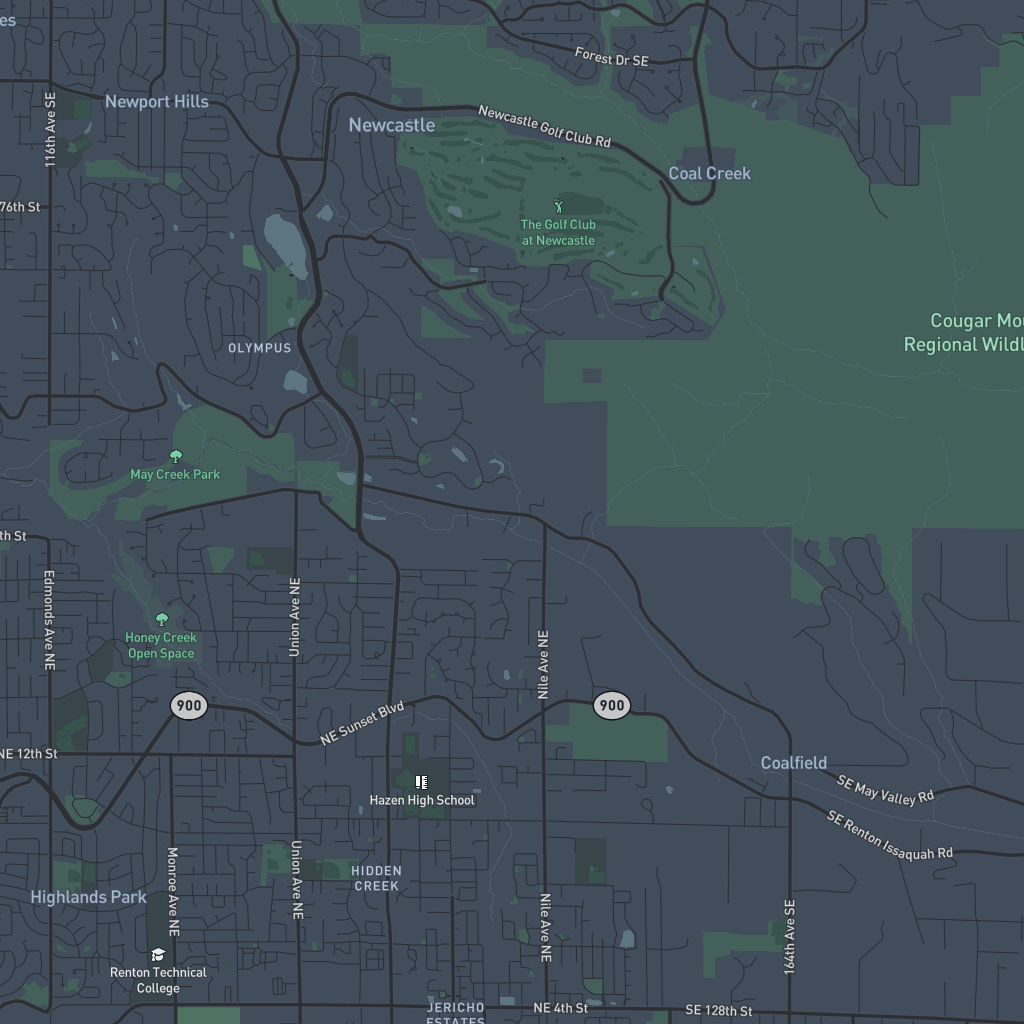 es
Forest Dr SE
Newport Hills
116th Ave SE
Newcastle
Newcastle Golf Club Rd
Coal Creek
76th St
The Golf Club
at Newcastle
Cougar Mou
Regional Wildl
OLYMPUS
May Creek Park
th St
Edmonds Ave NE
Union Ave NE
Honey Creek
Open Space
Nile Ave NE
900
900
NE Sunset Blvd
NE 12th St
Coalfield
SE May Valley Rd
Hazen High School
SE Renton Issaquah Rd
Monroe Ave NE
Union Ave NE
HIDDEN
CREEK
Highlands Park
Nile Ave NE
164th Ave SE
Renton Technical
College
JERICHO
ESTATES
NE 4th St
SE 128th St